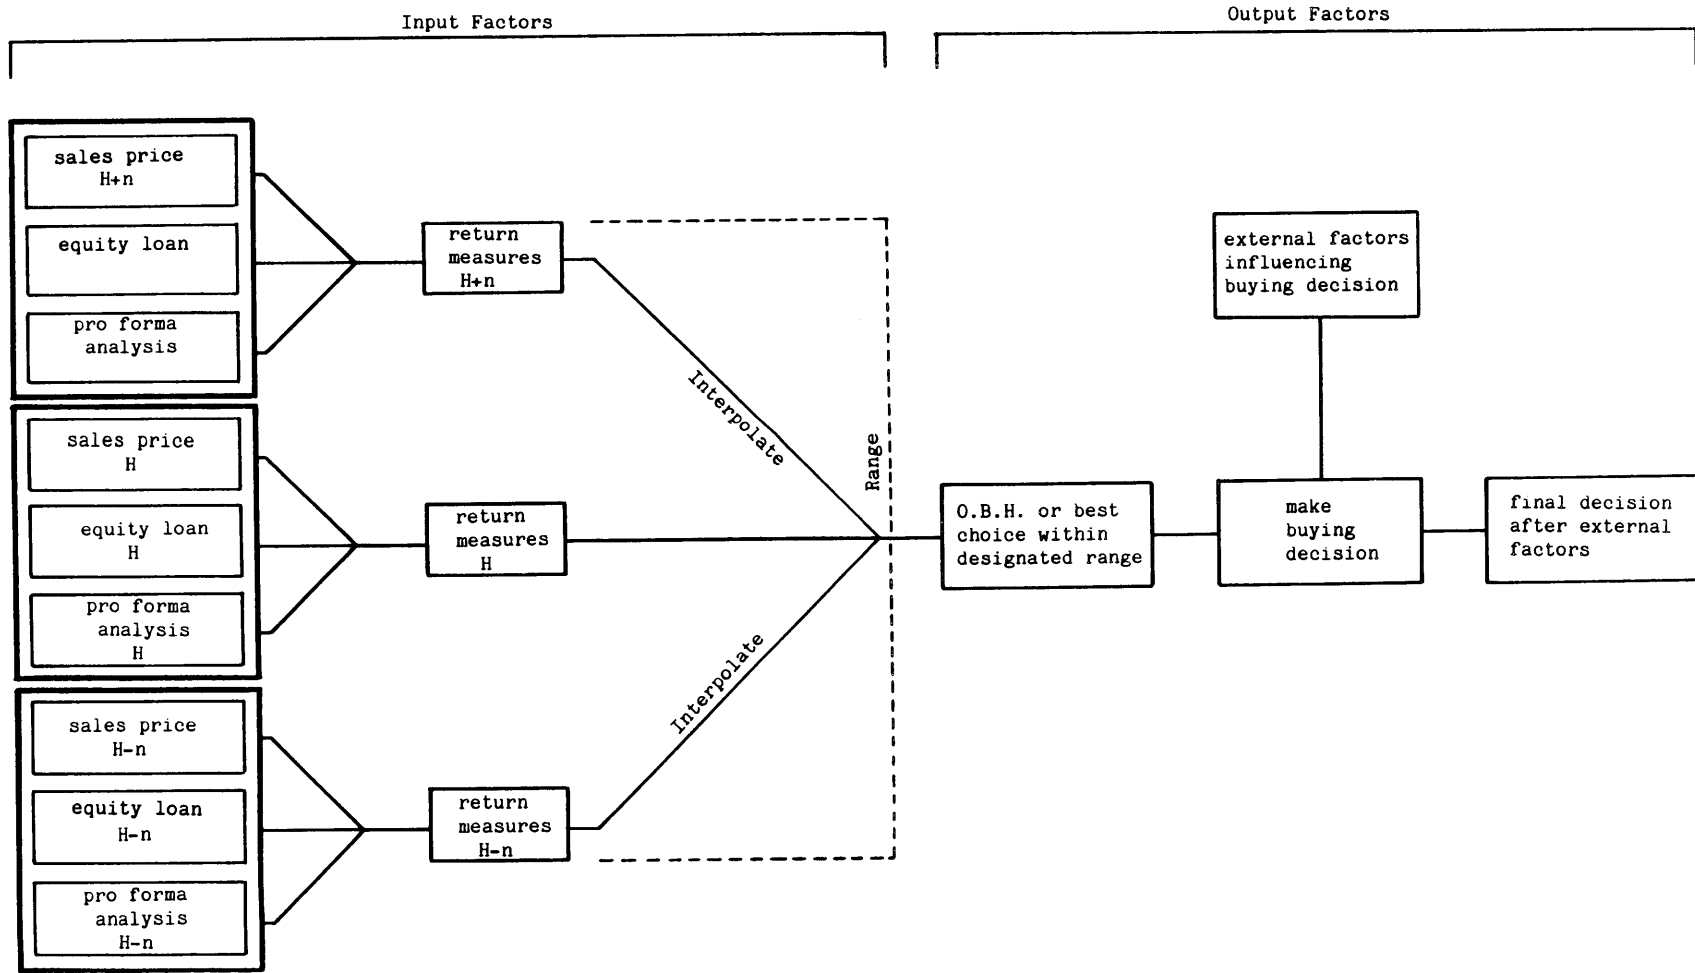 Input Factors
Output Factors
sales price
H+n
equity loan
pro forma
analysis
return
measures
H+n
sales price
H
equity loan
H
pro forma
analysis
H
return
measures
H
sales price
H-n
equity loan
H-n
pro forma
analysis
H-n
return
measures
H-n
Interpolate
Interpolate
Range
O.B.H. or best
choice within
designated range
external factors
influencing
buying decision
make
buying
decision
final decision
after external
factors